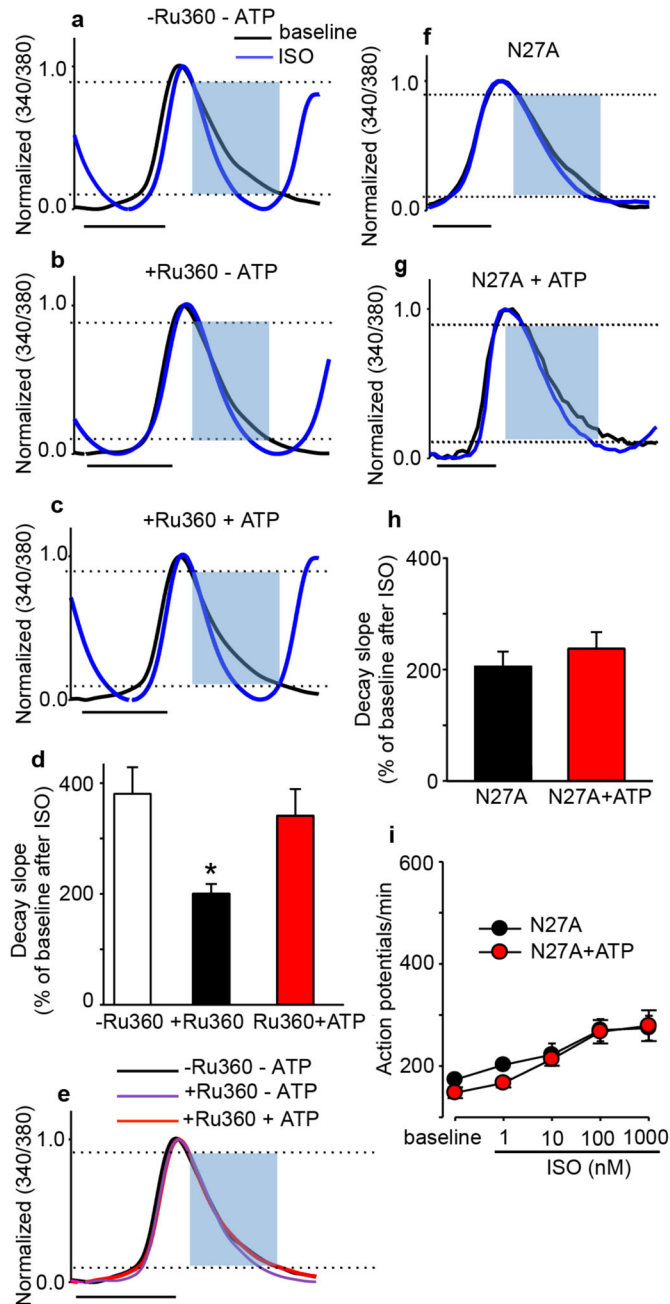 a
-Ru360 - ATP
baseline
ISO
Normalized (340/380)
1.0
0.0
b
+Ru360 - ATP
Normalized (340/380)
1.0
0.0
c
+Ru360 + ATP
Normalized (340/380)
1.0
0.0
d
Decay slope
(% of baseline after ISO)
400
200
0
*
-Ru360 +Ru360 Ru360+ATP
e
-Ru360 - ATP
+Ru360 - ATP
+Ru360 + ATP
Normalized (340/380)
1.0
0.0
f
N27A
Normalized (340/380)
1.0
0.0
g
N27A + ATP
Normalized (340/380)
1.0
0.0
h
Decay slope
(% of baseline after ISO)
400
200
0
N27A N27A+ATP
i
Action potentials/min
600
400
200
N27A
N27A+ATP
baseline 1 10 100 1000
ISO (nM)